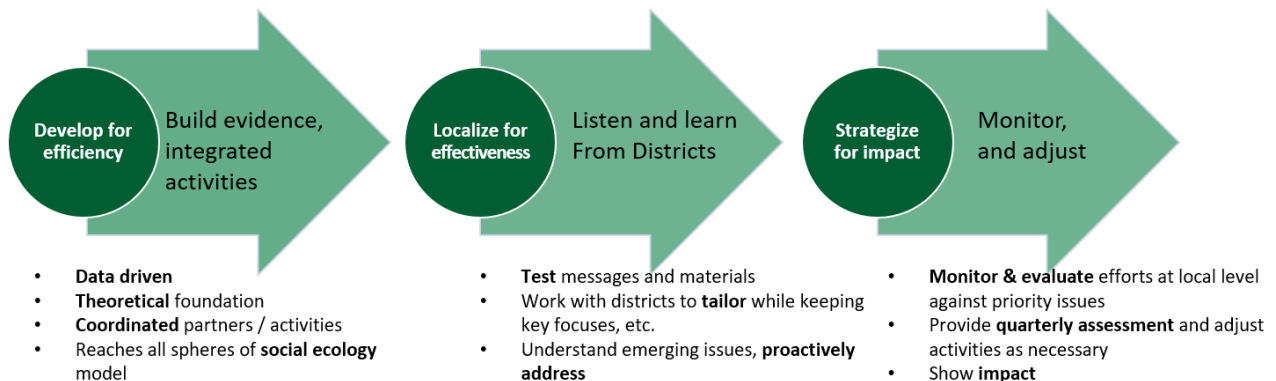 Develop for
efficiency
Build evidence,
integrated
activities
• Data driven
• Theoretical foundation
• Coordinated partners / activities
• Reaches all spheres of social ecology
model
Localize for
effectiveness
Listen and learn
From Districts
• Test messages and materials
• Work with districts to tailor while keeping
key focuses, etc.
• Understand emerging issues, proactively
address
Strategize
for impact
Monitor,
and adjust
• Monitor & evaluate efforts at local level
against priority issues
• Provide quarterly assessment and adjust
activities as necessary
• Show impact